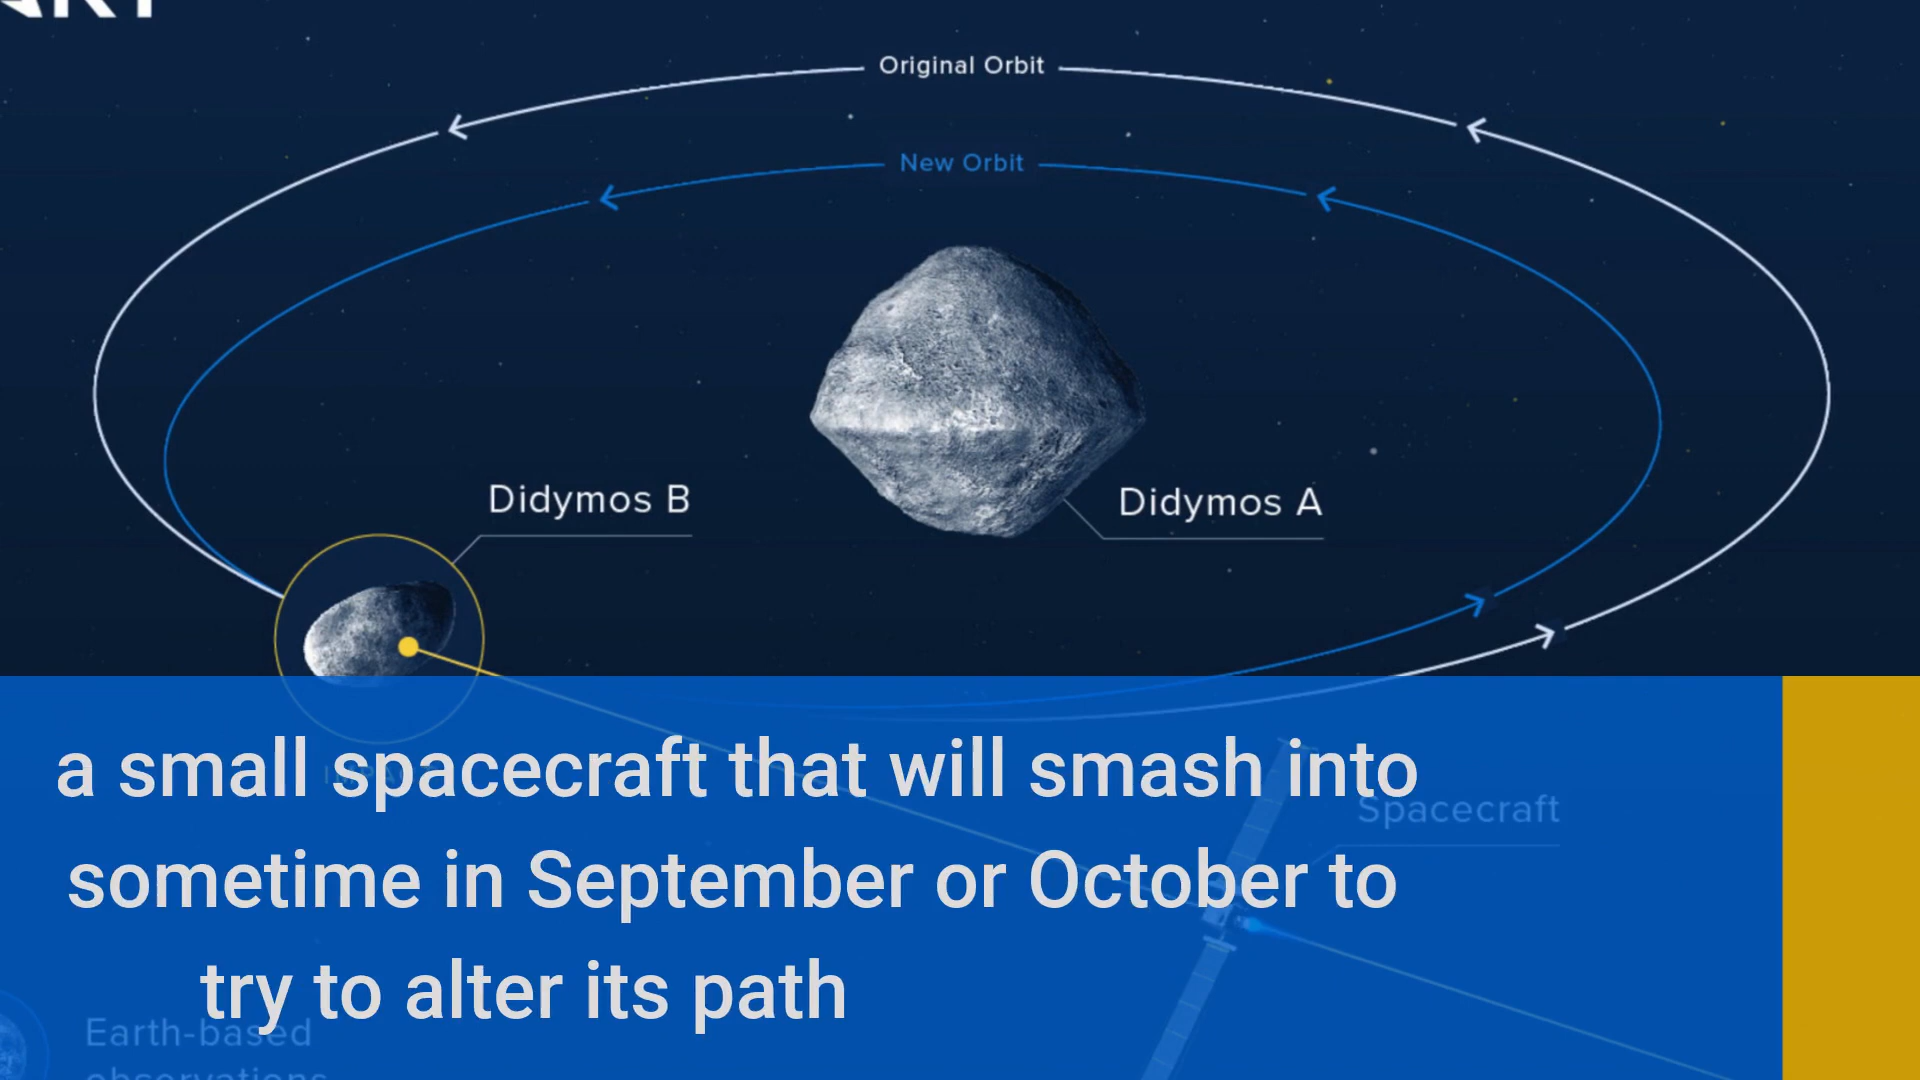 Original Orbit
New Orbit
Didymos B
Didymos A
a small spacecraft that will smash into
Spacecraft
sometime in September or October to
try to alter its path
Earth-based
observations